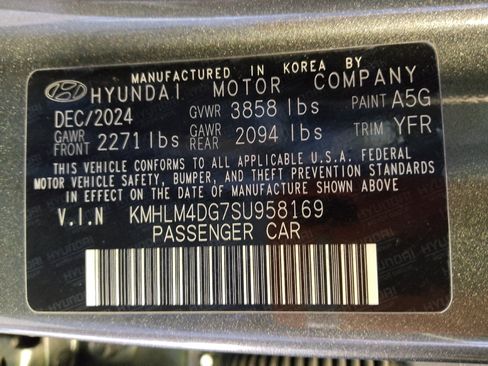 MANUFACTURED IN KOREA BY
HYUNDAI MOTOR COMPANY
DEC/2024 GVWR 3858 lbs PAINT A5G
GAWR FRONT 2271 lbs GAWR REAR 2094 lbs TRIM YFR
THIS VEHICLE CONFORMS TO ALL APPLICABLE U.S.A. FEDERAL
MOTOR VEHICLE SAFETY, BUMPER, AND THEFT PREVENTION STANDARDS
IN EFFECT ON THE DATE OF MANUFACTURE SHOWN ABOVE.
V.I.N KMHLM4DG7SU958169
PASSENGER CAR